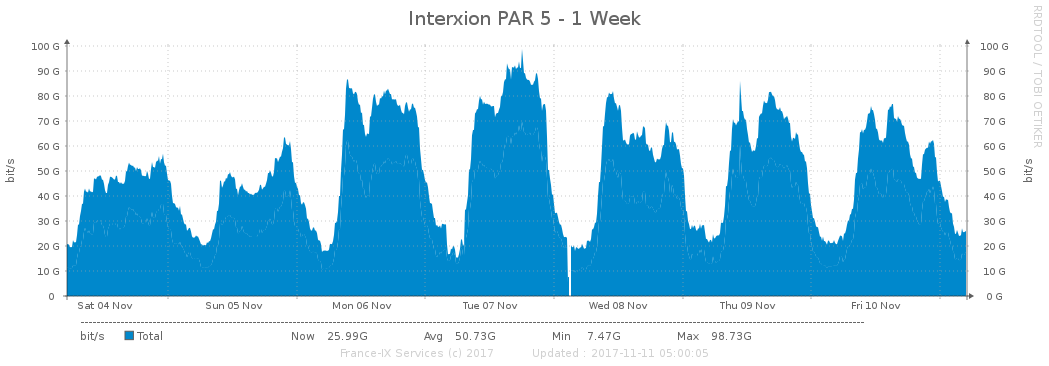 Interxion PAR 5 - 1 Week
RRDTOOL / TOBI OETIKER
100 G 100 G
90 G 90 G
80 G 80 G
70 G 70 G
60 G 60 G
50 G 50 G
40 G 40 G
30 G 30 G
20 G 20 G
10 G 10 G
0 0 G
bit/s bit/s
Sat 04 Nov Sun 05 Nov Mon 06 Nov Tue 07 Nov Wed 08 Nov Thu 09 Nov Fri 10 Nov
bit/s Total Now 25.99G Avg 50.73G Min 7.47G Max 98.73G
France-IX Services (c) 2017 Updated : 2017-11-11 05:00:05